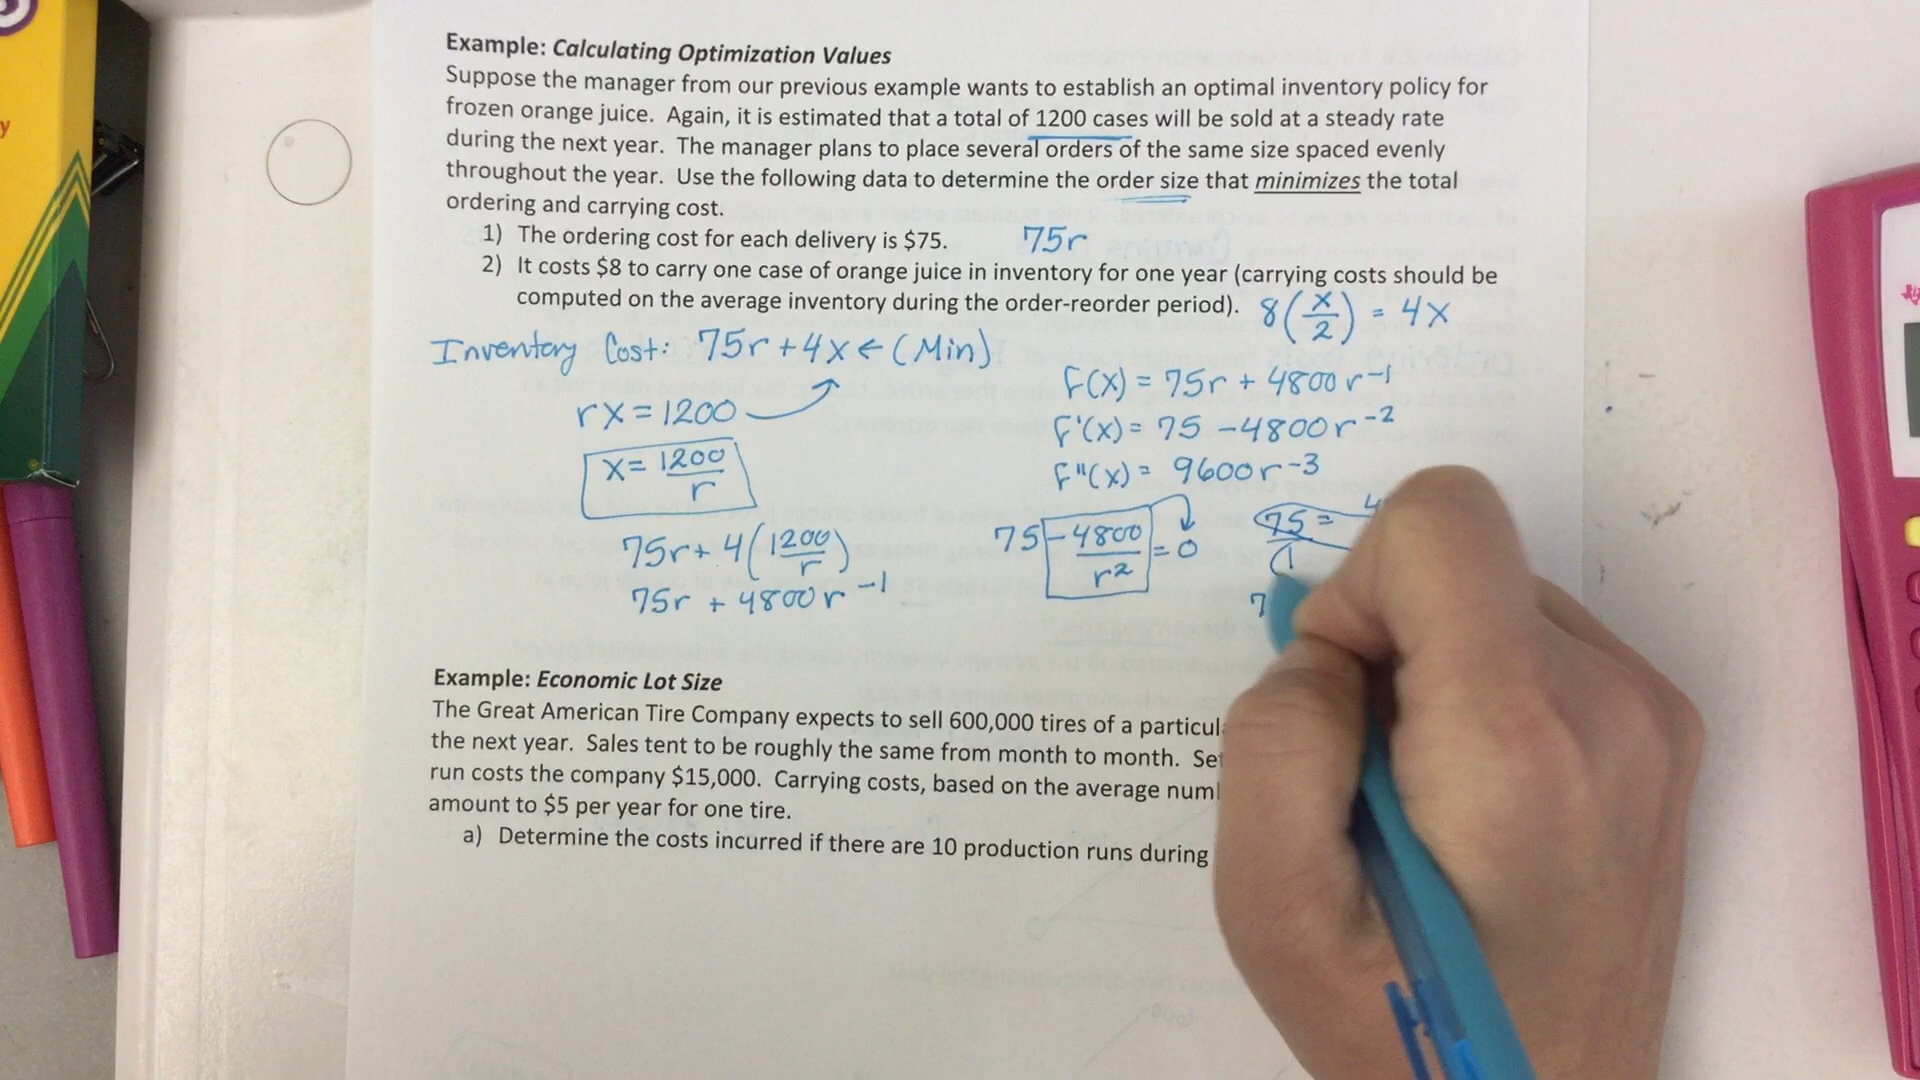 Example: Calculating Optimization Values
Suppose the manager from our previous example wants to establish an optimal inventory policy for
frozen orange juice. Again, it is estimated that a total of 1200 cases will be sold at a steady rate
during the next year. The manager plans to place several orders of the same size spaced evenly
throughout the year. Use the following data to determine the order size that minimizes the total
ordering and carrying cost.
1) The ordering cost for each delivery is $75. 75r
2) It costs $8 to carry one case of orange juice in inventory for one year (carrying costs should be
computed on the average inventory during the order-reorder period). 8(x/2) = 4x
Inventory Cost: 75r + 4x ← (Min)
rx = 1200
x = 1200/r
75r + 4(1200/r)
75r + 4800r⁻¹
F(x) = 75r + 4800r⁻¹
F'(x) = 75 - 4800r⁻²
F"(x) = 9600r⁻³
75 - 4800/r² = 0
75/1 = 4
7
Example: Economic Lot Size
The Great American Tire Company expects to sell 600,000 tires of a particul
the next year. Sales tent to be roughly the same from month to month. Set
run costs the company $15,000. Carrying costs, based on the average num
amount to $5 per year for one tire.
a) Determine the costs incurred if there are 10 production runs during